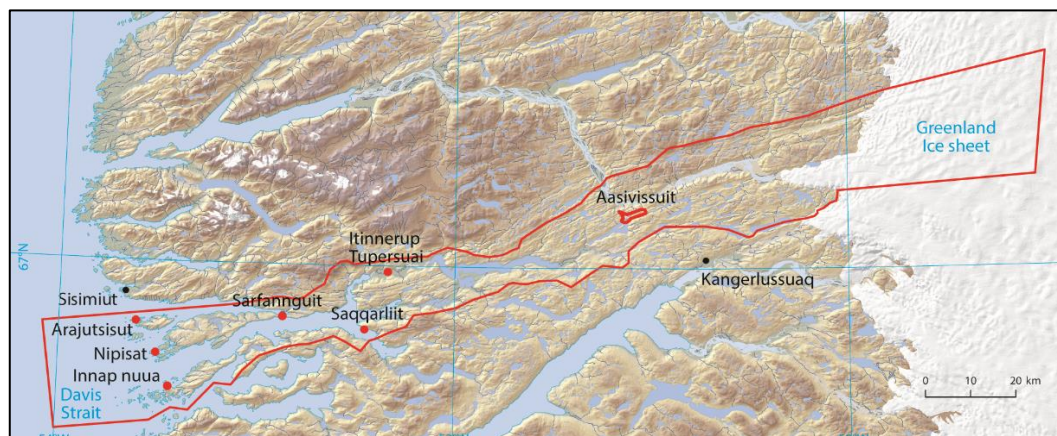 Greenland
Ice sheet
Aasivissuit
Itinnerup
Tupersuai
67°N
Kangerlussuaq
Sisimiut
Sarfannguit
Arajutsisut
Saqqarliit
Nipisat
Innap nuua
Davis
Strait
0 10 20 km